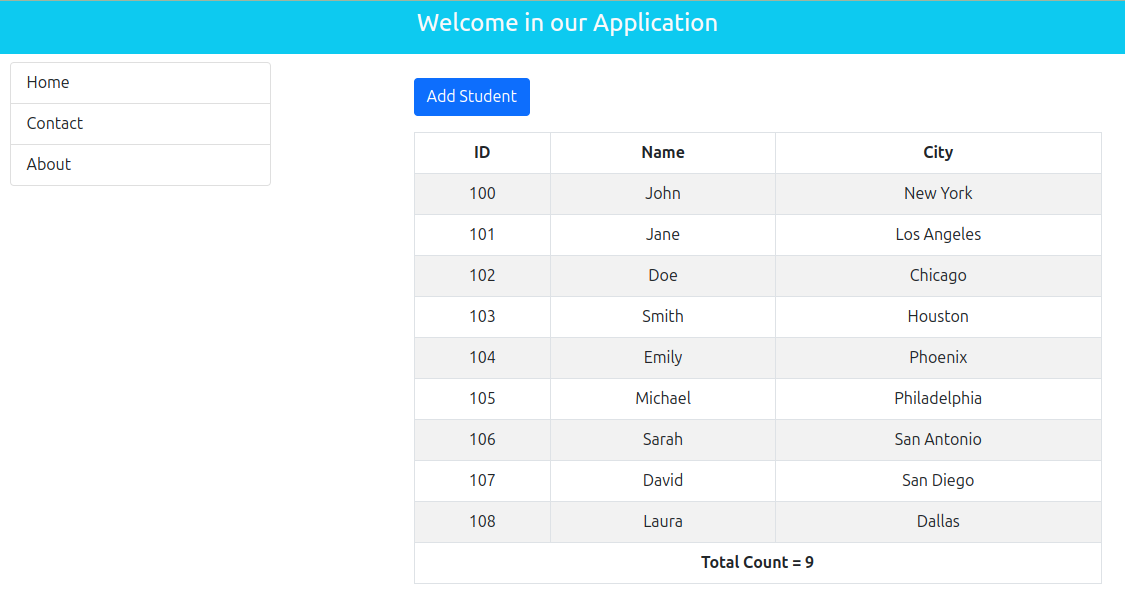 Welcome in our Application
Home
Contact
About
Add Student
ID Name City
100 John New York
101 Jane Los Angeles
102 Doe Chicago
103 Smith Houston
104 Emily Phoenix
105 Michael Philadelphia
106 Sarah San Antonio
107 David San Diego
108 Laura Dallas
Total Count = 9